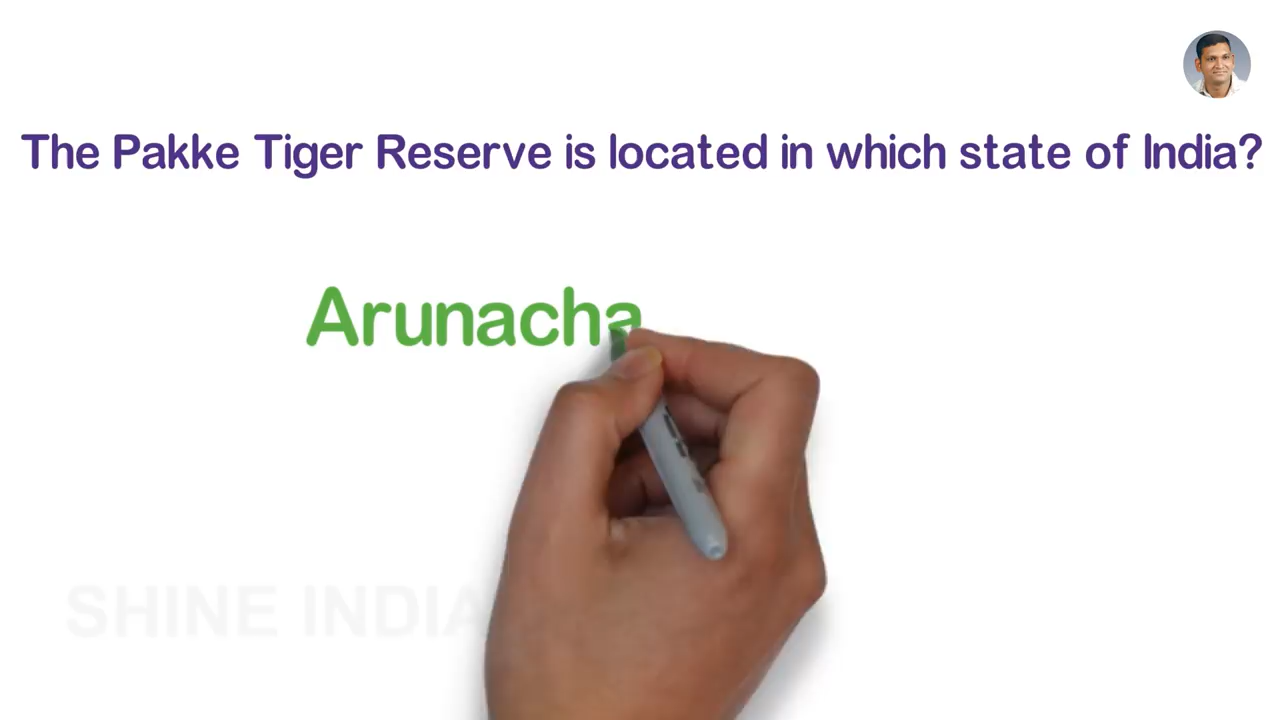 The Pakke Tiger Reserve is located in which state of India?
Arunacha
SHINE INDIA